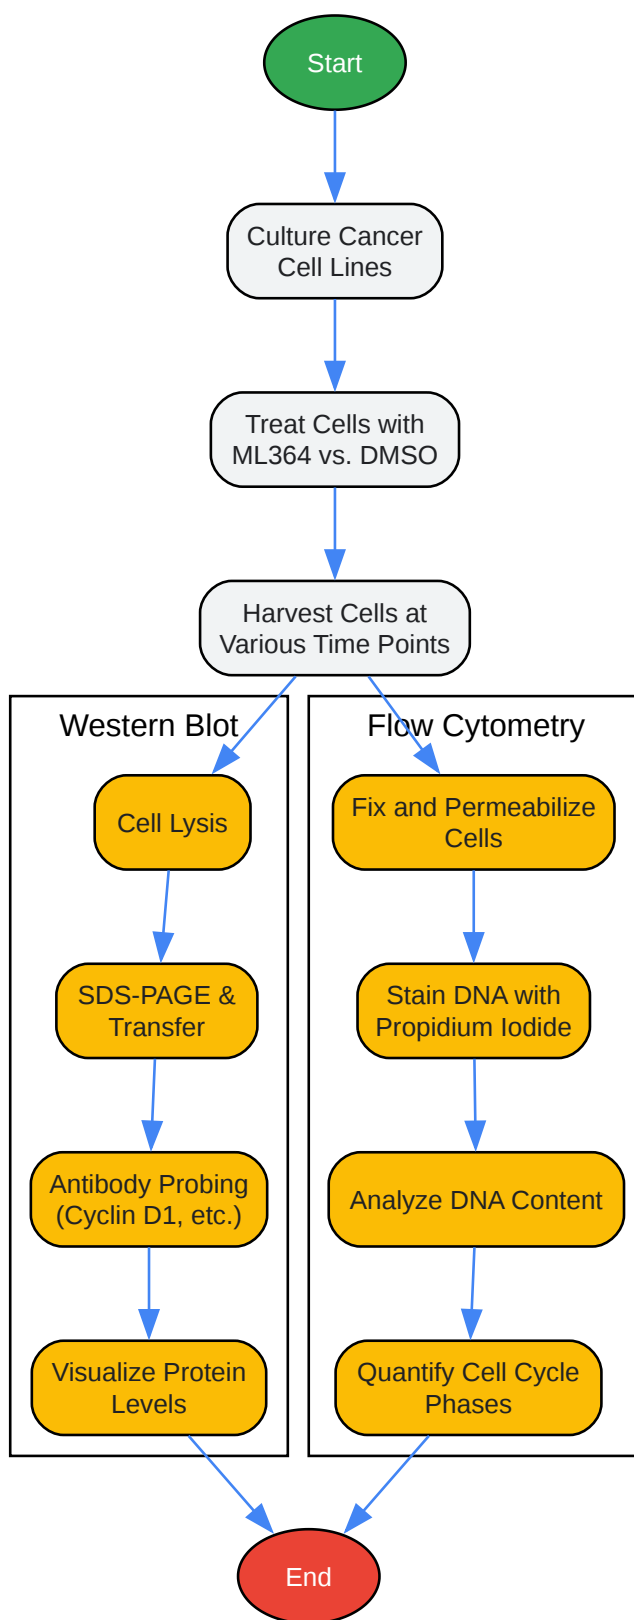 Start
Culture Cancer
Cell Lines
Treat Cells with
ML364 vs. DMSO
Harvest Cells at
Various Time Points
Western Blot
Cell Lysis
SDS-PAGE &
Transfer
Antibody Probing
(Cyclin D1, etc.)
Visualize Protein
Levels
Flow Cytometry
Fix and Permeabilize
Cells
Stain DNA with
Propidium Iodide
Analyze DNA Content
Quantify Cell Cycle
Phases
End